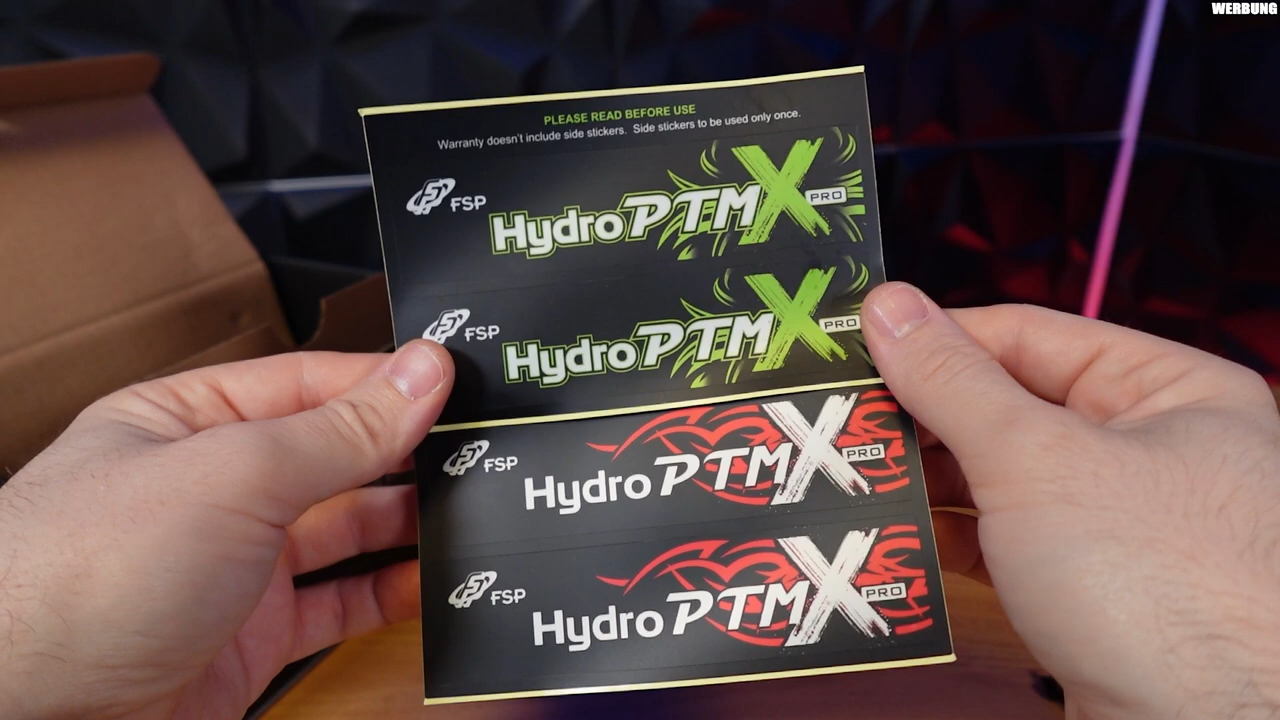 WERBUNG
PLEASE READ BEFORE USE
Warranty doesn't include side stickers. Side stickers to be used only once.
FSP
Hydro PTM X PRO
FSP
Hydro PTM X PRO
FSP
Hydro PTM X PRO
FSP
Hydro PTM X PRO